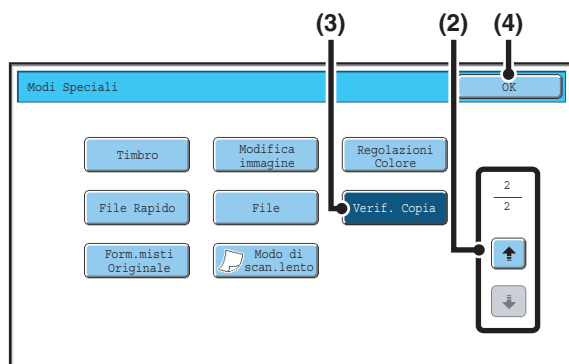 (3) (2) (4)
Modi Speciali OK
Timbro
Modifica
immagine
Regolazioni
Colore
2
2
File Rapido
File
Verif. Copia
Form.misti
Originale
Modo di
scan.lento